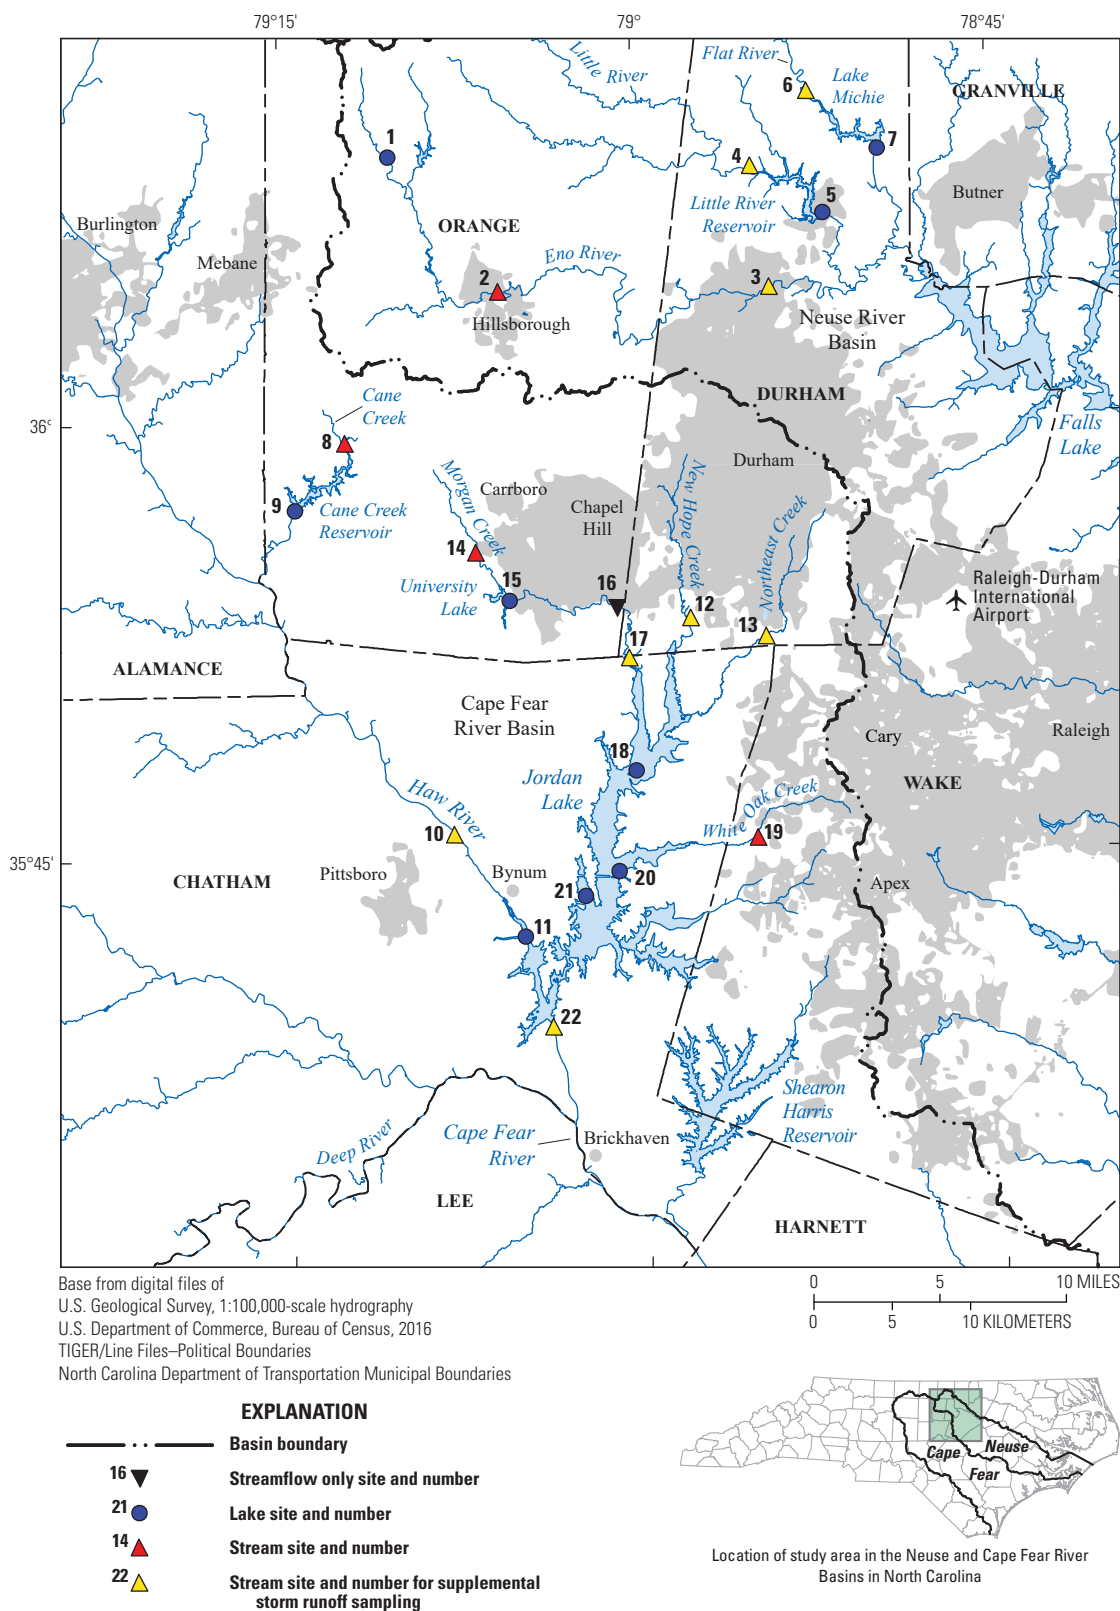 79°15'
79°
78°45'
Flat River
Little River
Lake
Michie
GRANVILLE
6
1
7
4
Butner
5
Little River
Reservoir
Burlington
ORANGE
Mebane
Eno River
2
3
Hillsborough
Neuse River
Basin
Cane
Creek
DURHAM
36°
Falls
Lake
8
Durham
Morgan Creek
Carrboro
New Hope Creek
9
Cane Creek
Reservoir
Chapel
Hill
Northeast Creek
14
University
Lake
15
16
Raleigh-Durham
International
Airport
12
13
17
ALAMANCE
Cape Fear
River Basin
Raleigh
Cary
18
Jordan
Lake
WAKE
Haw River
White Oak Creek
10
19
35°45'
CHATHAM
Pittsboro
Bynum
20
Apex
21
11
22
Shearon
Harris
Reservoir
Deep River
Cape Fear
River
Brickhaven
LEE
HARNETT
Base from digital files of
U.S. Geological Survey, 1:100,000-scale hydrography
U.S. Department of Commerce, Bureau of Census, 2016
TIGER/Line Files–Political Boundaries
North Carolina Department of Transportation Municipal Boundaries
0 5 10 MILES
0 5 10 KILOMETERS
EXPLANATION
Basin boundary
16 Streamflow only site and number
21 Lake site and number
14 Stream site and number
22 Stream site and number for supplemental
storm runoff sampling
Cape
Neuse
Fear
Location of study area in the Neuse and Cape Fear River
Basins in North Carolina